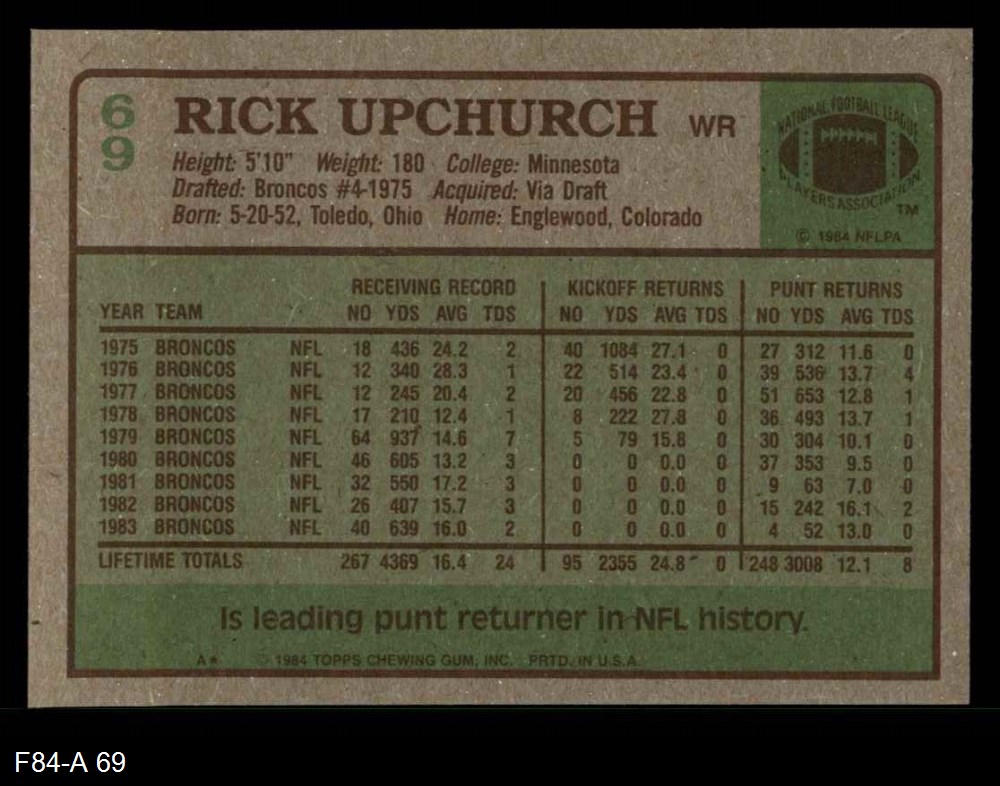 69
RICK UPCHURCH WR
Height: 5'10" Weight: 180 College: Minnesota
Drafted: Broncos #4-1975 Acquired: Via Draft
Born: 5-20-52, Toledo, Ohio Home: Englewood, Colorado
NATIONAL FOOTBALL LEAGUE
PLAYERS ASSOCIATION
TM
© 1984 NFLPA
RECEIVING RECORD KICKOFF RETURNS PUNT RETURNS
YEAR TEAM NO YDS AVG TDS NO YDS AVG TDS NO YDS AVG TDS
1975 BRONCOS NFL 18 436 24.2 2 40 1084 27.1 0 27 312 11.6 0
1976 BRONCOS NFL 12 340 28.3 1 22 514 23.4 0 39 536 13.7 4
1977 BRONCOS NFL 12 245 20.4 2 20 456 22.8 0 51 653 12.8 1
1978 BRONCOS NFL 17 210 12.4 1 8 222 27.8 0 36 493 13.7 1
1979 BRONCOS NFL 64 937 14.6 7 5 79 15.8 0 30 304 10.1 0
1980 BRONCOS NFL 46 605 13.2 3 0 0 0.0 0 37 353 9.5 0
1981 BRONCOS NFL 32 550 17.2 3 0 0 0.0 0 9 63 7.0 0
1982 BRONCOS NFL 26 407 15.7 3 0 0 0.0 0 15 242 16.1 2
1983 BRONCOS NFL 40 639 16.0 2 0 0 0.0 0 4 52 13.0 0
LIFETIME TOTALS 267 4369 16.4 24 95 2355 24.8 0 248 3008 12.1 8
Is leading punt returner in NFL history.
A* © 1984 TOPPS CHEWING GUM, INC. PRTD. IN U.S.A.
F84-A 69